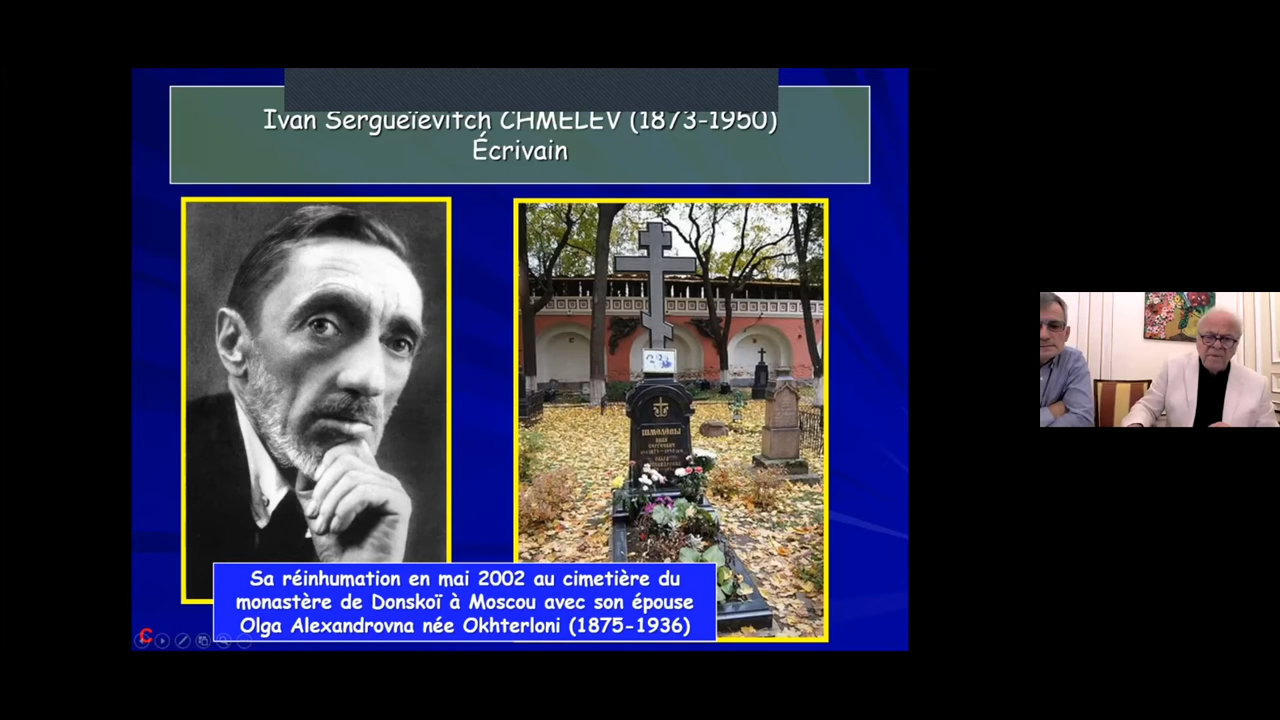 Ivan Sergueïevitch CHMELEV (1873-1950)
Écrivain
Sa réinhumation en mai 2002 au cimetière du
monastère de Donskoï à Moscou avec son épouse
Olga Alexandrovna née Okhterloni (1875-1936)
ШМЕЛЕВЫ
C